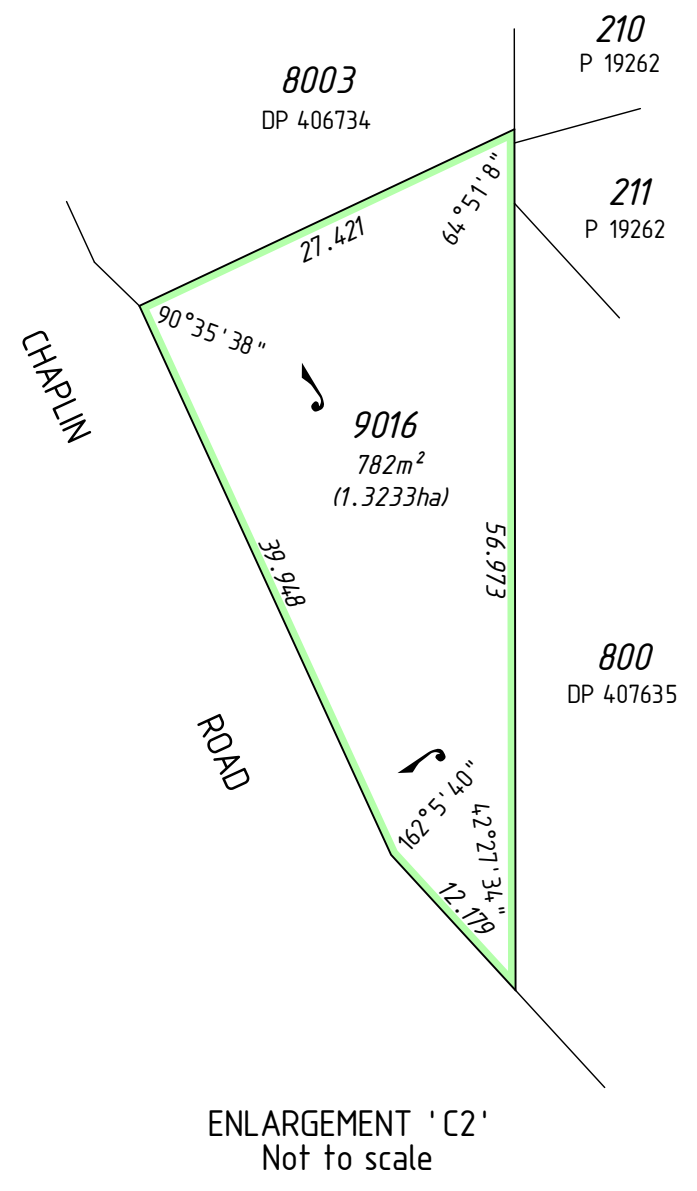 210
P 19262
8003
DP 406734
211
P 19262
64°51'8"
27.421
90°35'38"
CHAPLIN
9016
782m²
(1.3233ha)
39.948
56.973
800
DP 407635
ROAD
162°5'40"
42°27'34"
12.179
ENLARGEMENT 'C2'
Not to scale